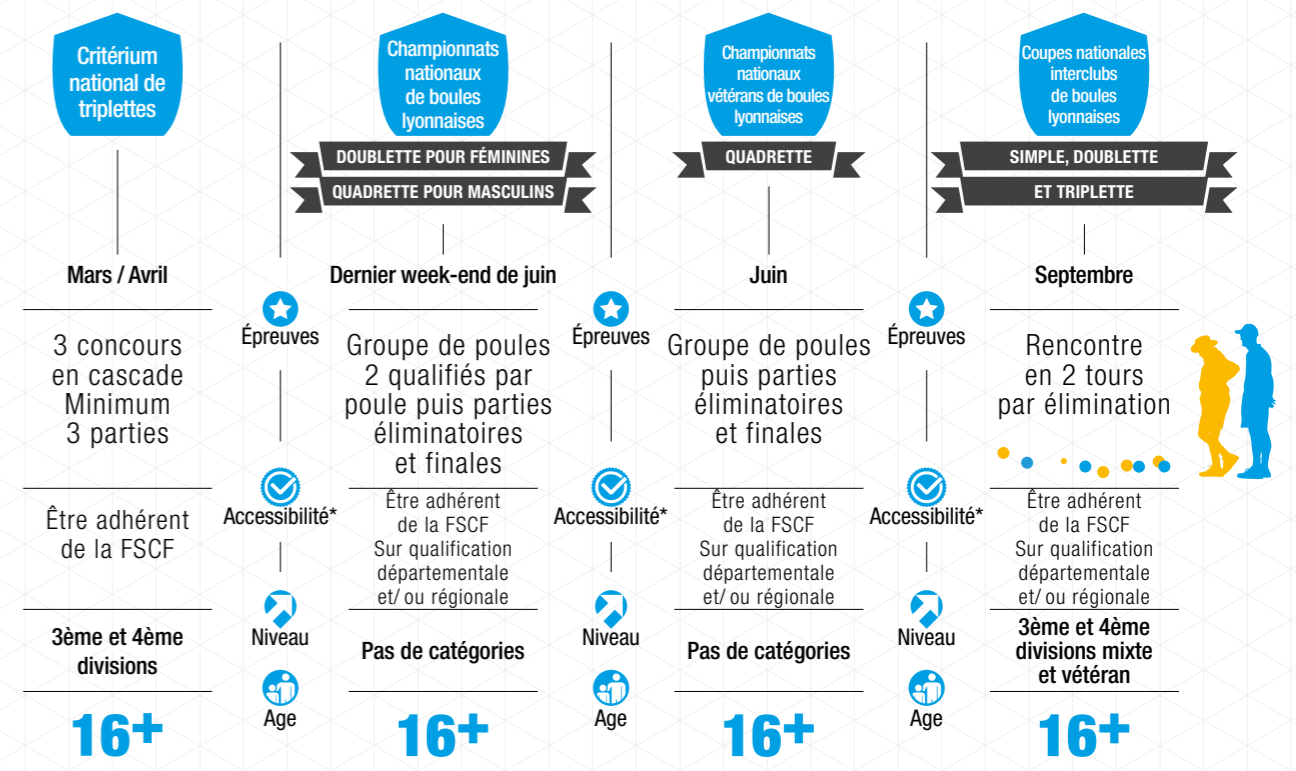 Critérium
national de
triplettes
Mars / Avril
3 concours
en cascade
Minimum
3 parties
Être adhérent
de la FSCF
3ème et 4ème
divisions
16+
Épreuves
Accessibilité*
Niveau
Age
Championnats
nationaux
de boules
lyonnaises
DOUBLETTE POUR FÉMININES
QUADRETTE POUR MASCULINS
Dernier week-end de juin
Groupe de poules
2 qualifiés par
poule puis parties
éliminatoires
et finales
Être adhérent
de la FSCF
Sur qualification
départementale
et/ ou régionale
Pas de catégories
16+
Épreuves
Accessibilité*
Niveau
Age
Championnats
nationaux
vétérans de boules
lyonnaises
QUADRETTE
Juin
Groupe de poules
puis parties
éliminatoires
et finales
Être adhérent
de la FSCF
Sur qualification
départementale
et/ ou régionale
Pas de catégories
16+
Épreuves
Accessibilité*
Niveau
Age
Coupes nationales
interclubs
de boules
lyonnaises
SIMPLE, DOUBLETTE
ET TRIPLETTE
Septembre
Rencontre
en 2 tours
par élimination
Être adhérent
de la FSCF
Sur qualification
départementale
et/ ou régionale
3ème et 4ème
divisions mixte
et vétéran
16+